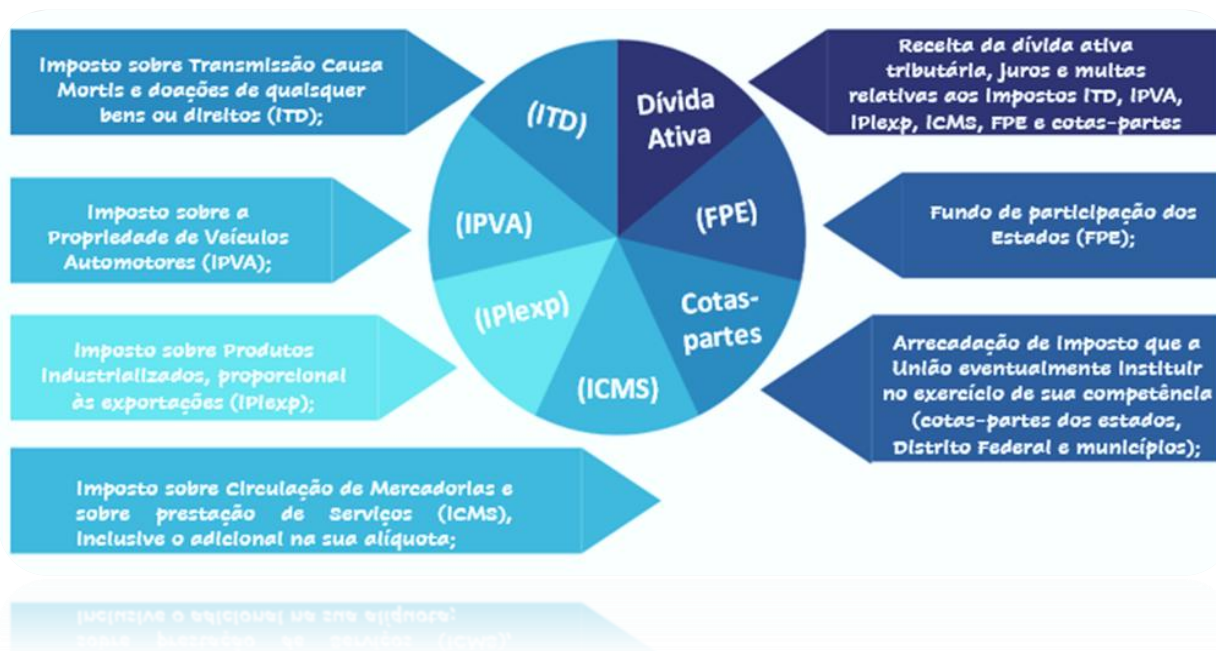 Imposto sobre Transmissão Causa
Mortis e doações de quaisquer
bens ou direitos (ITD);
Imposto sobre a
Propriedade de Veículos
Automotores (IPVA);
Imposto sobre Produtos
Industrializados, proporcional
às exportações (IPIexp);
Imposto sobre Circulação de Mercadorias e
sobre prestação de Serviços (ICMS),
inclusive o adicional na sua alíquota;
(ITD)
Dívida
Ativa
(IPVA)
(FPE)
(IPIexp)
Cotas-
partes
(ICMS)
Receita da dívida ativa
tributária, juros e multas
relativas aos impostos ITD, IPVA,
IPIexp, ICMS, FPE e cotas-partes
Fundo de participação dos
Estados (FPE);
Arrecadação de imposto que a
União eventualmente instituir
no exercício de sua competência
(cotas-partes dos estados,
Distrito Federal e municípios);